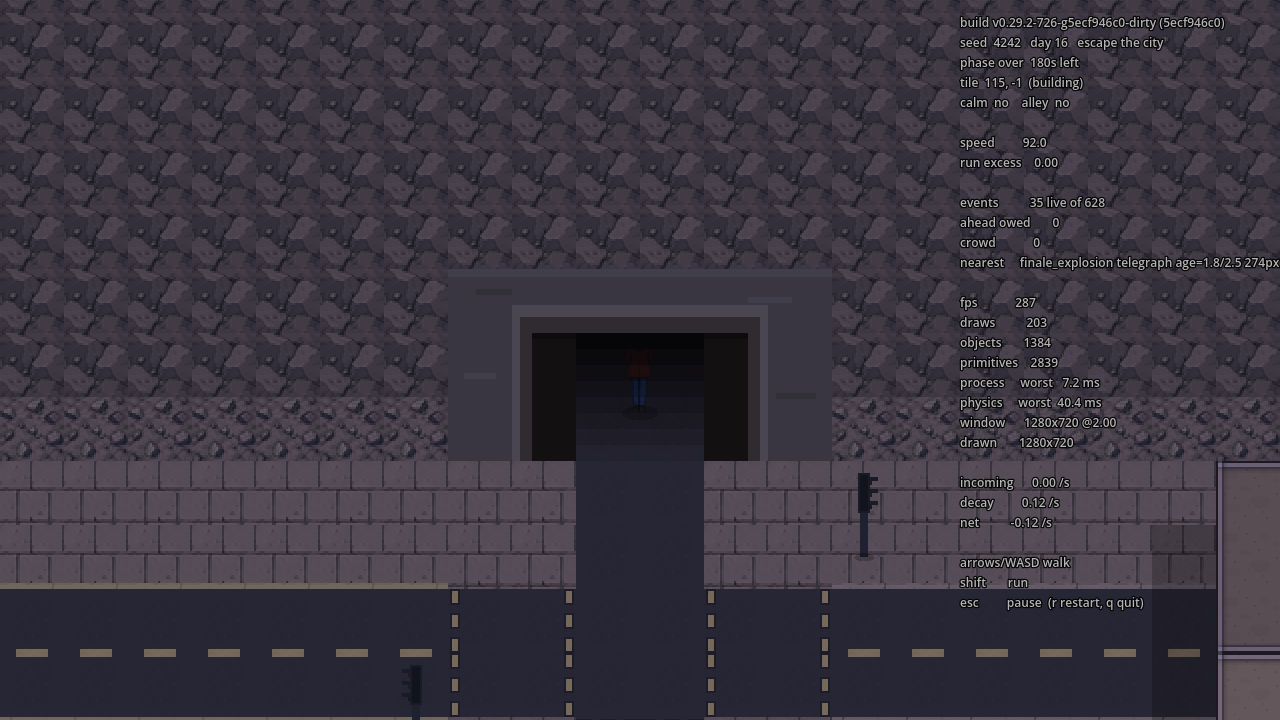 build v0.29.2-726-g5ecf946c0-dirty (5ecf946c0)
seed 4242 day 16 escape the city
phase over 180s left
tile 115, -1 (building)
calm no alley no
speed 92.0
run excess 0.00
events 35 live of 628
ahead owed 0
crowd 0
nearest finale_explosion telegraph age=1.8/2.5 274px
fps 287
draws 203
objects 1384
primitives 2839
process worst 7.2 ms
physics worst 40.4 ms
window 1280x720 @2.00
drawn 1280x720
incoming 0.00 /s
decay 0.12 /s
net -0.12 /s
arrows/WASD walk
shift run
esc pause (r restart, q quit)